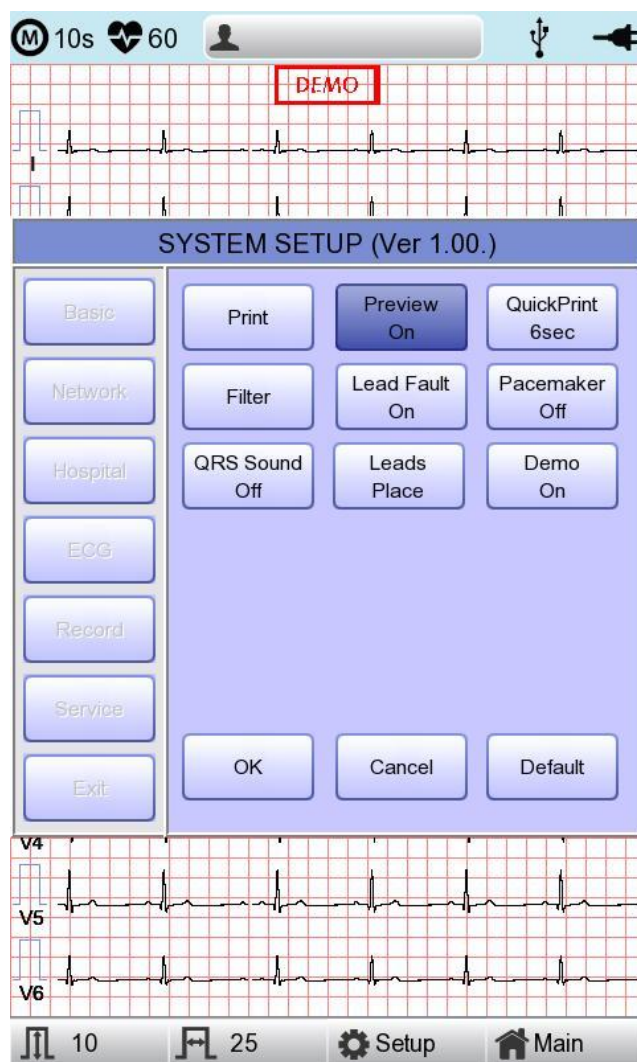 M 10s 60
DEMO
I
SYSTEM SETUP (Ver 1.00.)
Basic
Network
Hospital
ECG
Record
Service
Exit
Print
Preview
On
QuickPrint
6sec
Filter
Lead Fault
On
Pacemaker
Off
QRS Sound
Off
Leads
Place
Demo
On
OK
Cancel
Default
V4
V5
V6
10
25
Setup
Main